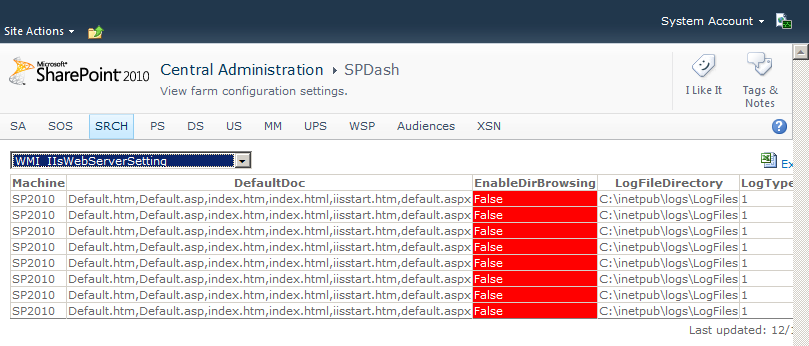 System Account
Site Actions
Microsoft
SharePoint 2010
Central Administration SPDash
View farm configuration settings.
I Like It
Tags & Notes
SA SOS SRCH PS DS US MM UPS WSP Audiences XSN
WMI_IIsWebServerSetting
Ex
Machine DefaultDoc EnableDirBrowsing LogFileDirectory LogType
SP2010 Default.htm,Default.asp,index.htm,index.html,iisstart.htm,default.aspx False C:\inetpub\logs\LogFiles 1
SP2010 Default.htm,Default.asp,index.htm,index.html,iisstart.htm,default.aspx False C:\inetpub\logs\LogFiles 1
SP2010 Default.htm,Default.asp,index.htm,index.html,iisstart.htm,default.aspx False C:\inetpub\logs\LogFiles 1
SP2010 Default.htm,Default.asp,index.htm,index.html,iisstart.htm,default.aspx False C:\inetpub\logs\LogFiles 1
SP2010 Default.htm,Default.asp,index.htm,index.html,iisstart.htm,default.aspx False C:\inetpub\logs\LogFiles 1
SP2010 Default.htm,Default.asp,index.htm,index.html,iisstart.htm,default.aspx False C:\inetpub\logs\LogFiles 1
SP2010 Default.htm,Default.asp,index.htm,index.html,iisstart.htm,default.aspx False C:\inetpub\logs\LogFiles 1
SP2010 Default.htm,Default.asp,index.htm,index.html,iisstart.htm,default.aspx False C:\inetpub\logs\LogFiles 1
Last updated: 12/